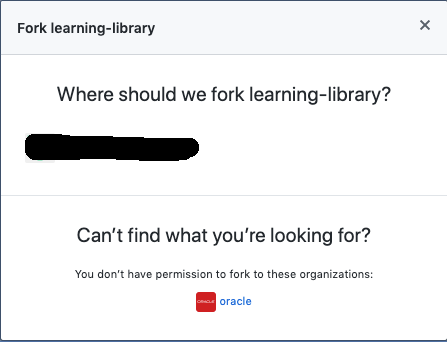 Fork learning-library
Where should we fork learning-library?
Can't find what you're looking for?
You don't have permission to fork to these organizations:
ORACLE oracle